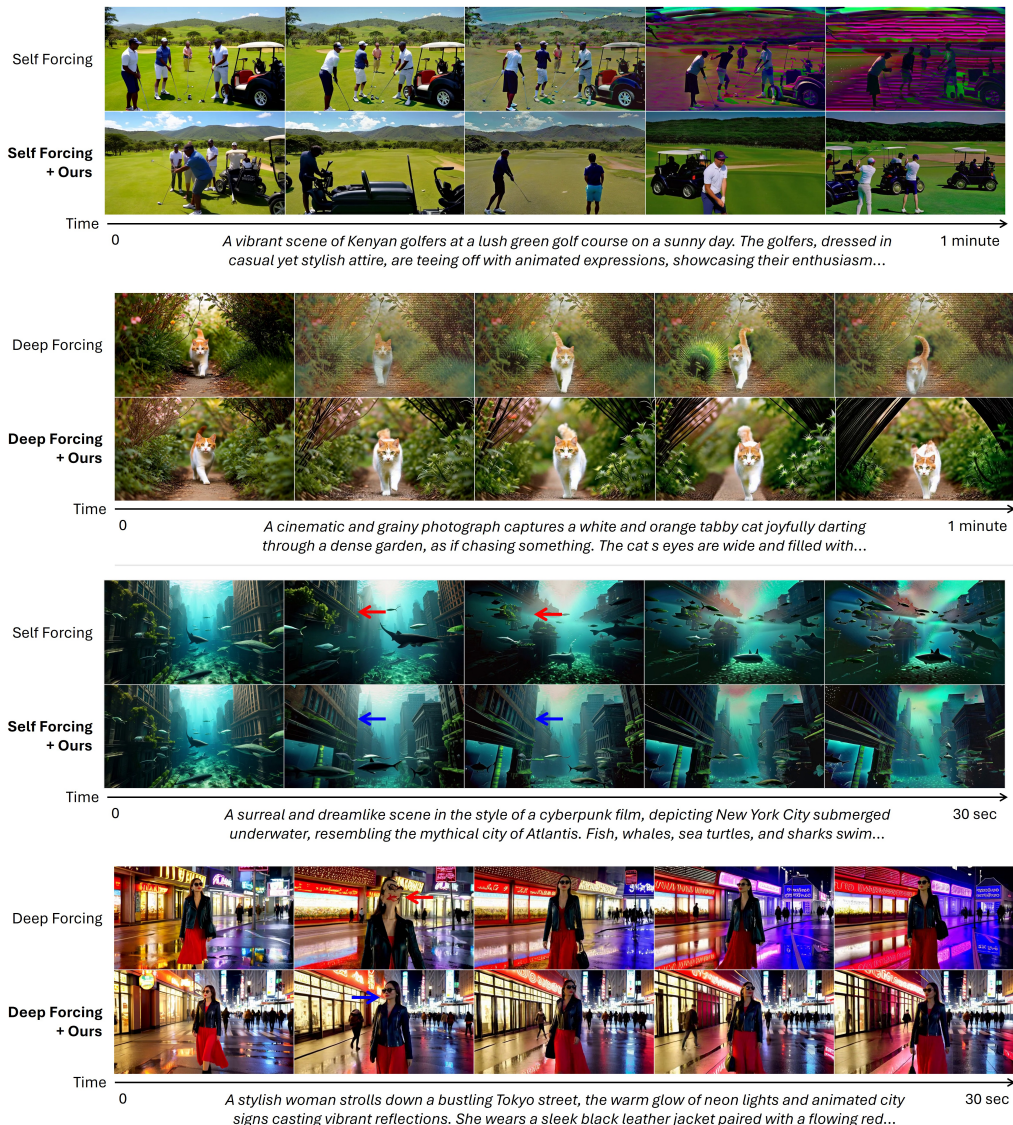 Self Forcing
Self Forcing
+ Ours
Time
0
1 minute
A vibrant scene of Kenyan golfers at a lush green golf course on a sunny day. The golfers, dressed in
casual yet stylish attire, are teeing off with animated expressions, showcasing their enthusiasm...
Deep Forcing
Deep Forcing
+ Ours
Time
0
1 minute
A cinematic and grainy photograph captures a white and orange tabby cat joyfully darting
through a dense garden, as if chasing something. The cat s eyes are wide and filled with...
Self Forcing
Self Forcing
+ Ours
Time
0
30 sec
A surreal and dreamlike scene in the style of a cyberpunk film, depicting New York City submerged
underwater, resembling the mythical city of Atlantis. Fish, whales, sea turtles, and sharks swim...
Deep Forcing
Deep Forcing
+ Ours
Time
0
30 sec
A stylish woman strolls down a bustling Tokyo street, the warm glow of neon lights and animated city
signs casting vibrant reflections. She wears a sleek black leather jacket paired with a flowing red...